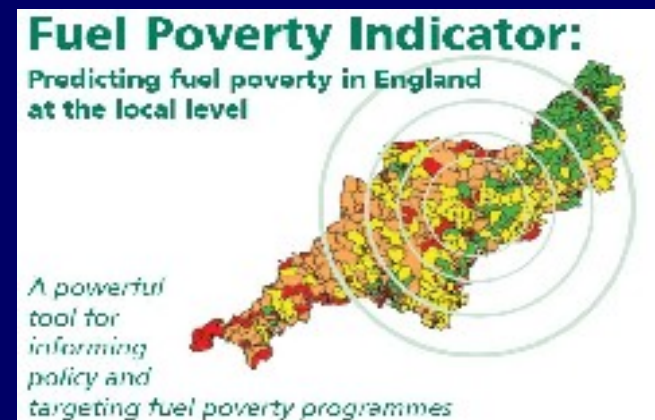 Fuel Poverty Indicator:
Predicting fuel poverty in England
at the local level
A powerful
tool for
informing
policy and
targeting fuel poverty programmes